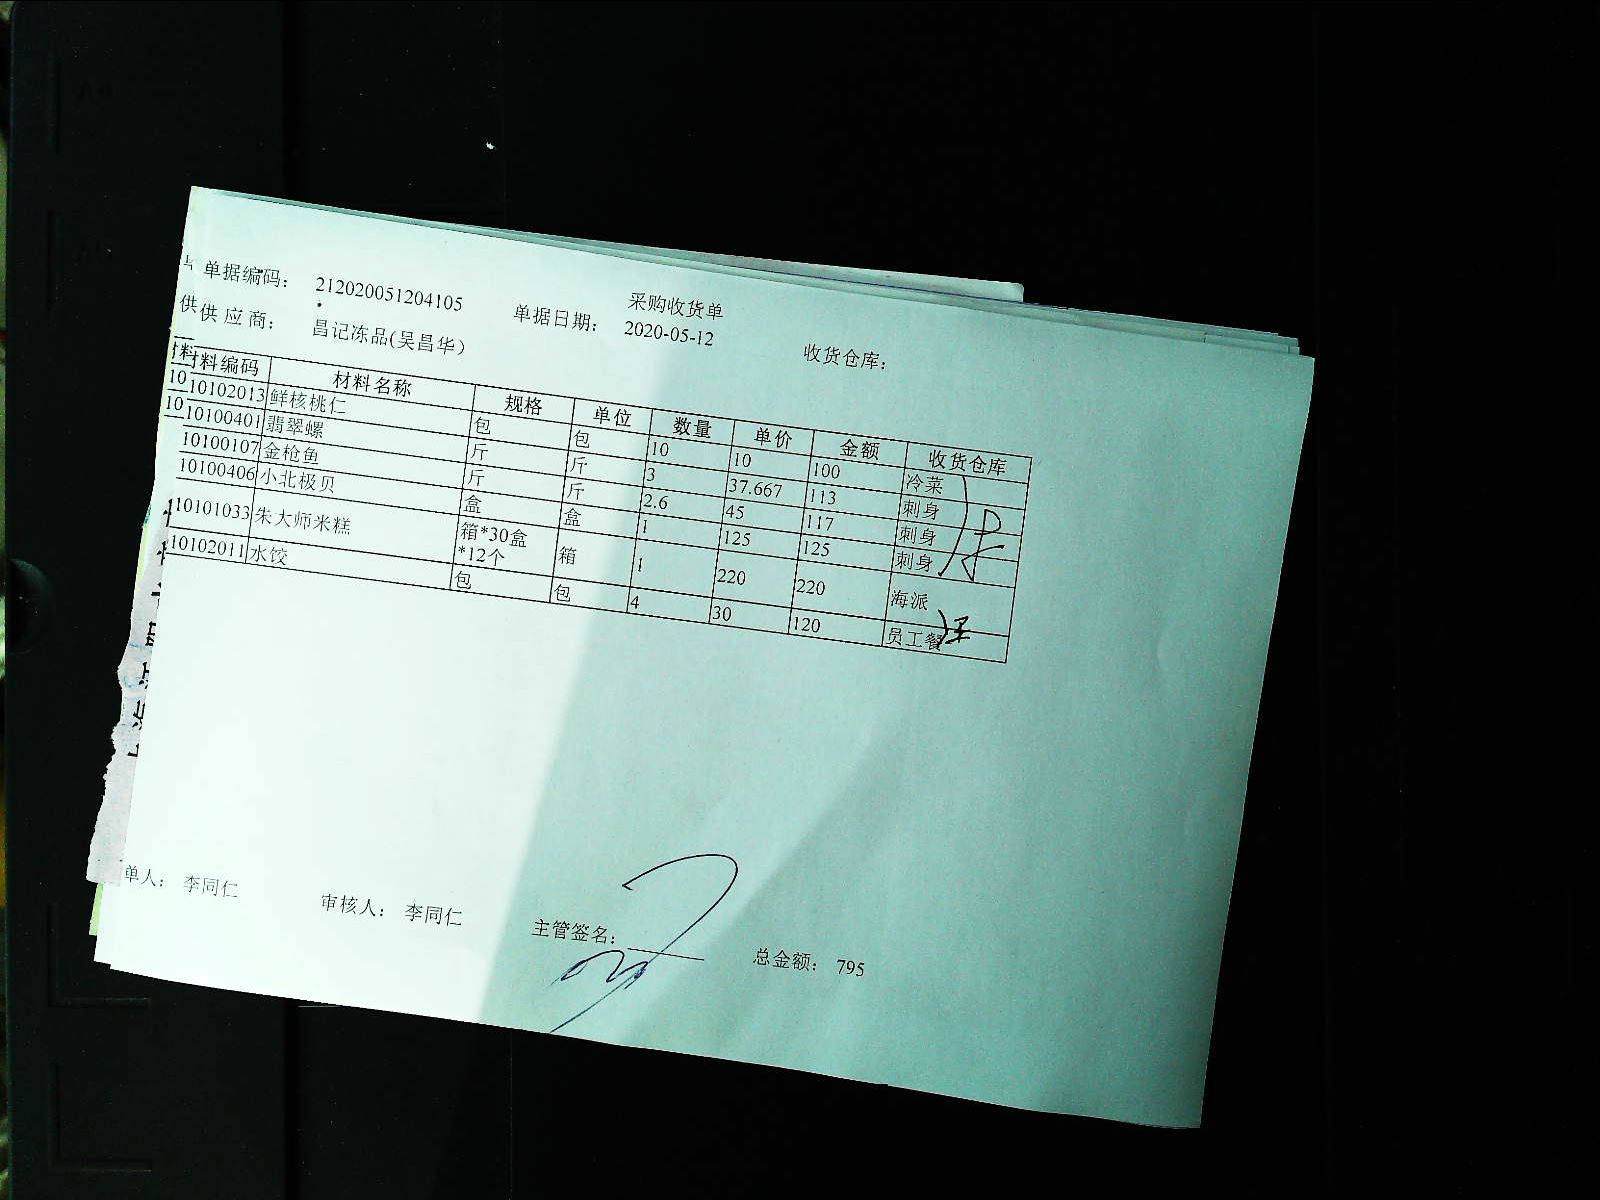 采购收货单
单据编码： 212020051204105 单据日期： 2020-05-12 收货仓库：
供应商： 昌记冻品(吴昌华)
材料编码 材料名称 规格 单位 数量 单价 金额 收货仓库
10102013 鲜核桃仁 包 包 10 10 100 冷菜
10100401 翡翠螺 斤 斤 3 37.667 113 刺身
10100107 金枪鱼 斤 斤 2.6 45 117 刺身
10100406 小北极贝 盒 盒 1 125 125 刺身
10101033 朱大师米糕 箱*30盒*12个 箱 1 220 220 海派
10102011 水饺 包 包 4 30 120 员工餐
单人： 李同仁 审核人： 李同仁 主管签名： 总金额： 795